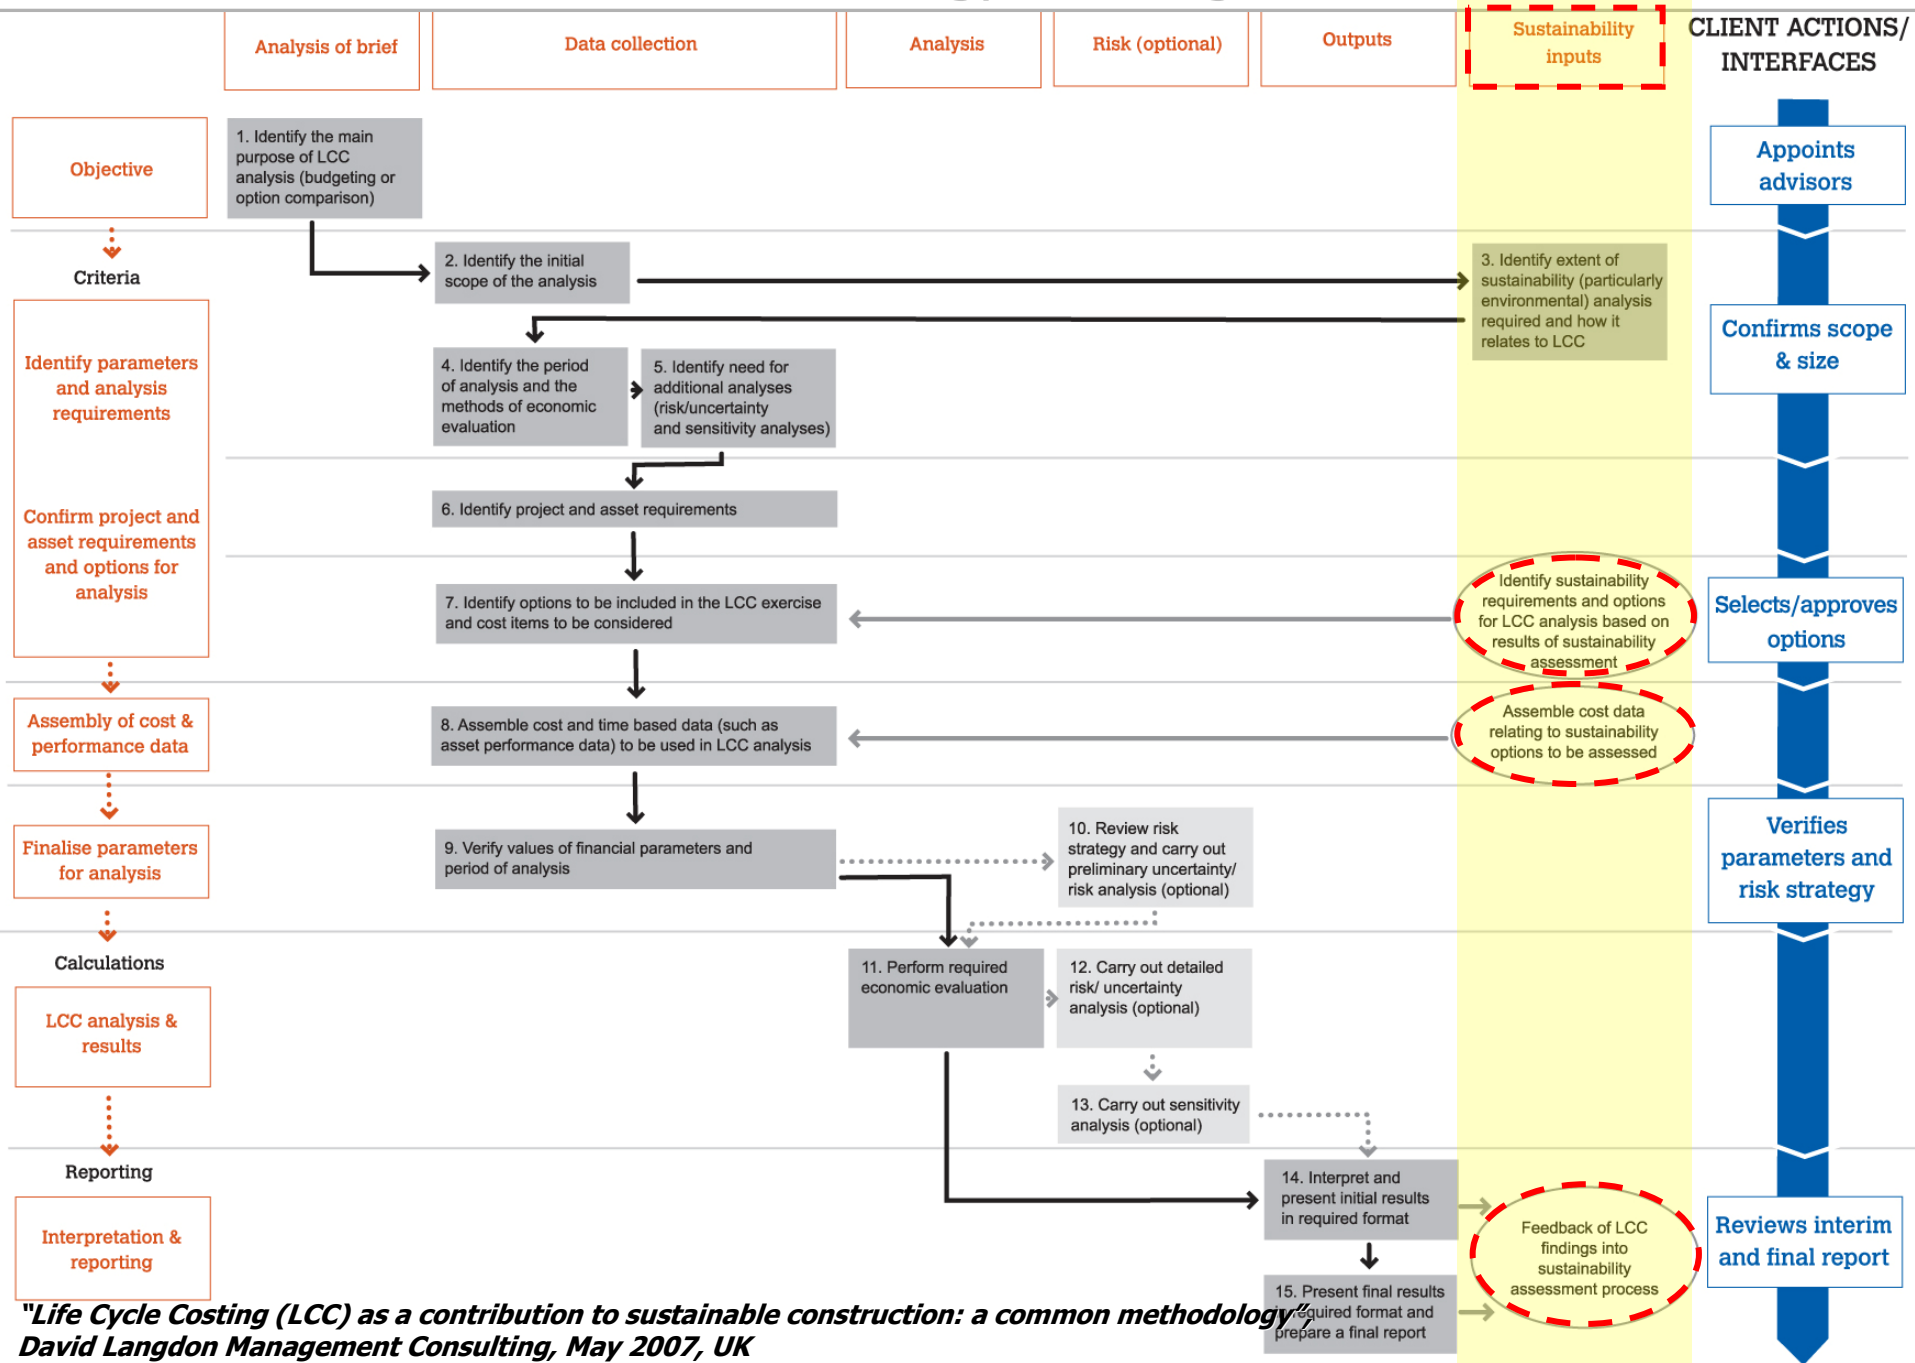 Analysis of brief
Data collection
Analysis
Risk (optional)
Outputs
Sustainability
inputs
CLIENT ACTIONS/
INTERFACES
Objective
1. Identify the main
purpose of LCC
analysis (budgeting or
option comparison)
Appoints
advisors
Criteria
2. Identify the initial
scope of the analysis
3. Identify extent of
sustainability (particularly
environmental) analysis
required and how it
relates to LCC
Identify parameters
and analysis
requirements
4. Identify the period
of analysis and the
methods of economic
evaluation
5. Identify need for
additional analyses
(risk/uncertainty
and sensitivity analyses)
Confirms scope
& size
Confirm project and
asset requirements
and options for
analysis
6. Identify project and asset requirements
7. Identify options to be included in the LCC exercise
and cost items to be considered
Identify sustainability
requirements and options
for LCC analysis based on
results of sustainability
assessment
Selects/approves
options
Assembly of cost &
performance data
8. Assemble cost and time based data (such as
asset performance data) to be used in LCC analysis
Assemble cost data
relating to sustainability
options to be assessed
Finalise parameters
for analysis
9. Verify values of financial parameters and
period of analysis
10. Review risk
strategy and carry out
preliminary uncertainty/
risk analysis (optional)
Verifies
parameters and
risk strategy
Calculations
LCC analysis &
results
11. Perform required
economic evaluation
12. Carry out detailed
risk/ uncertainty
analysis (optional)
13. Carry out sensitivity
analysis (optional)
Reporting
Interpretation &
reporting
14. Interpret and
present initial results
in required format
Feedback of LCC
findings into
sustainability
assessment process
Reviews interim
and final report
15. Present final results
required format and
prepare a final report
"Life Cycle Costing (LCC) as a contribution to sustainable construction: a common methodology",
David Langdon Management Consulting, May 2007, UK